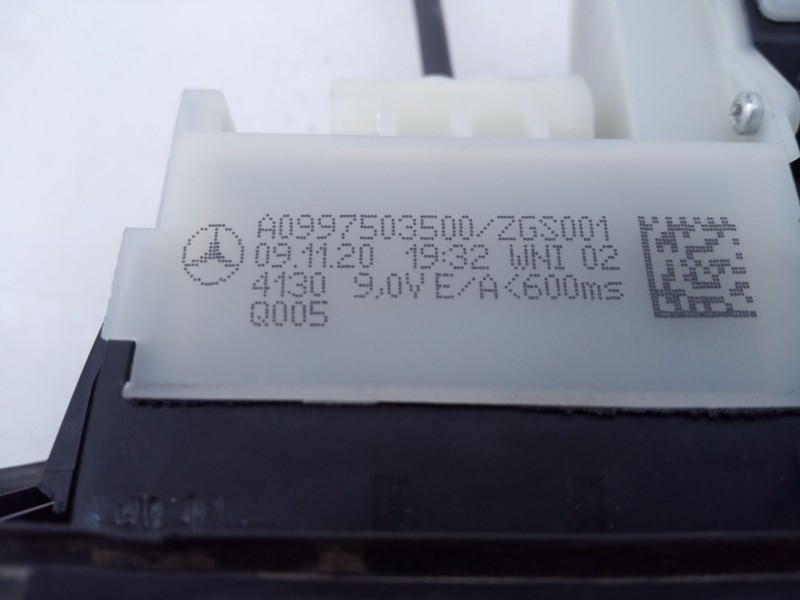 A0997503500/ZGS001
09.11.20 19:32 WNI 02
4130 9,0V E/A<600ms
Q005